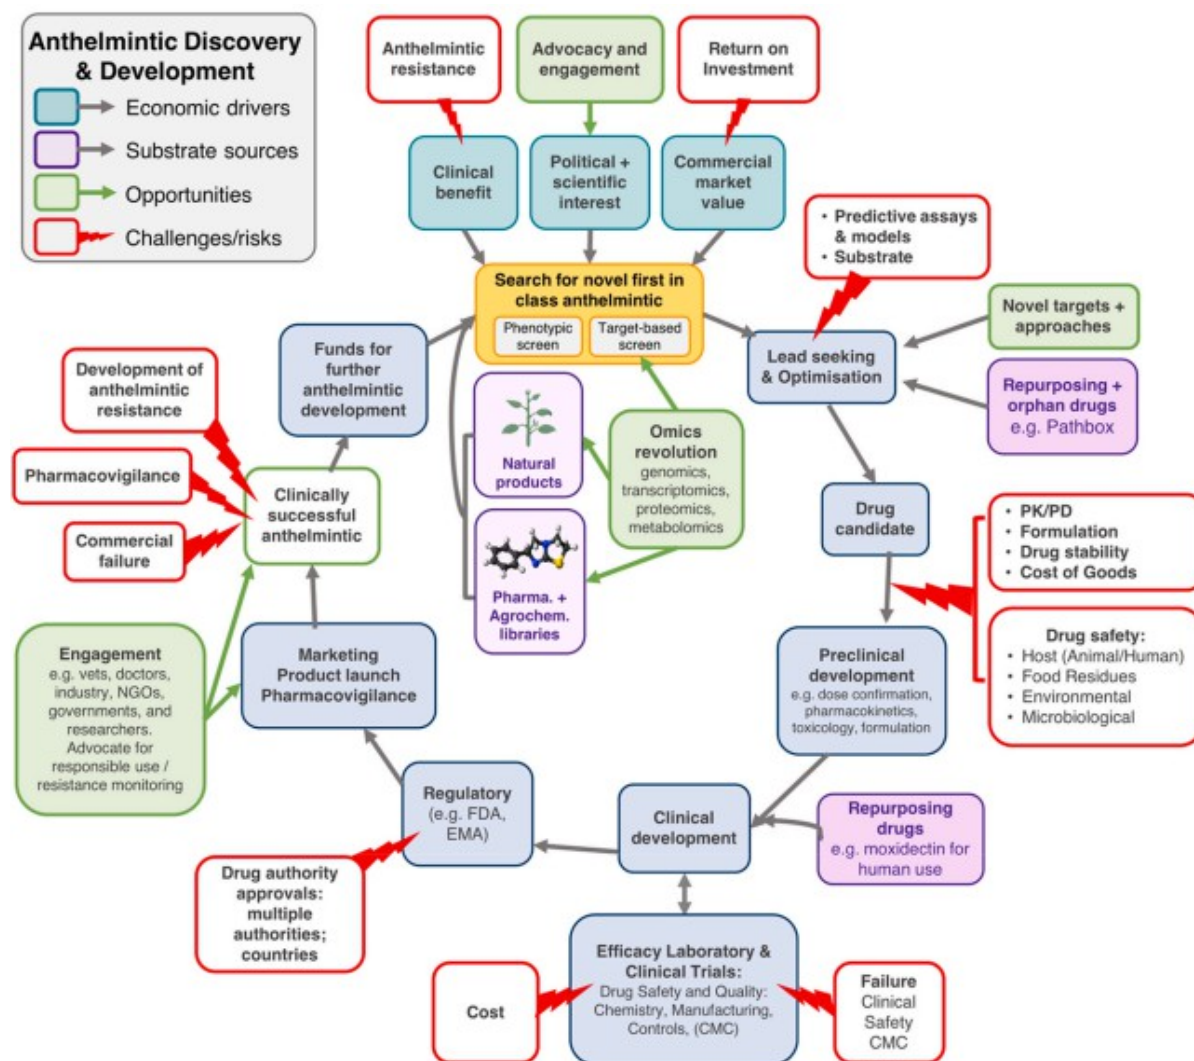 Anthelmintic Discovery
& Development
Economic drivers
Substrate sources
Opportunities
Challenges/risks
Anthelmintic
resistance
Advocacy and
engagement
Return on
Investment
Clinical
benefit
Political +
scientific
interest
Commercial
market
value
• Predictive assays
& models
• Substrate
Search for novel first in
class anthelmintic
Phenotypic
screen
Target-based
screen
Novel targets +
approaches
Lead seeking
& Optimisation
Repurposing +
orphan drugs
e.g. Pathbox
Funds for
further
anthelmintic
development
Development of
anthelmintic
resistance
Pharmacovigilance
Commercial
failure
Clinically
successful
anthelmintic
Natural
products
Omics
revolution
genomics,
transcriptomics,
proteomics,
metabolomics
Pharma. +
Agrochem.
libraries
Drug
candidate
• PK/PD
• Formulation
• Drug stability
• Cost of Goods
Drug safety:
• Host (Animal/Human)
• Food Residues
• Environmental
• Microbiological
Preclinical
development
e.g. dose confirmation,
pharmacokinetics,
toxicology, formulation
Engagement
e.g. vets, doctors,
industry, NGOs,
governments, and
researchers.
Advocate for
responsible use /
resistance monitoring
Marketing
Product launch
Pharmacovigilance
Regulatory
(e.g. FDA,
EMA)
Clinical
development
Repurposing
drugs
e.g. moxidectin for
human use
Drug authority
approvals:
multiple
authorities;
countries
Efficacy Laboratory &
Clinical Trials:
Drug Safety and Quality:
Chemistry, Manufacturing,
Controls, (CMC)
Cost
Failure
Clinical
Safety
CMC